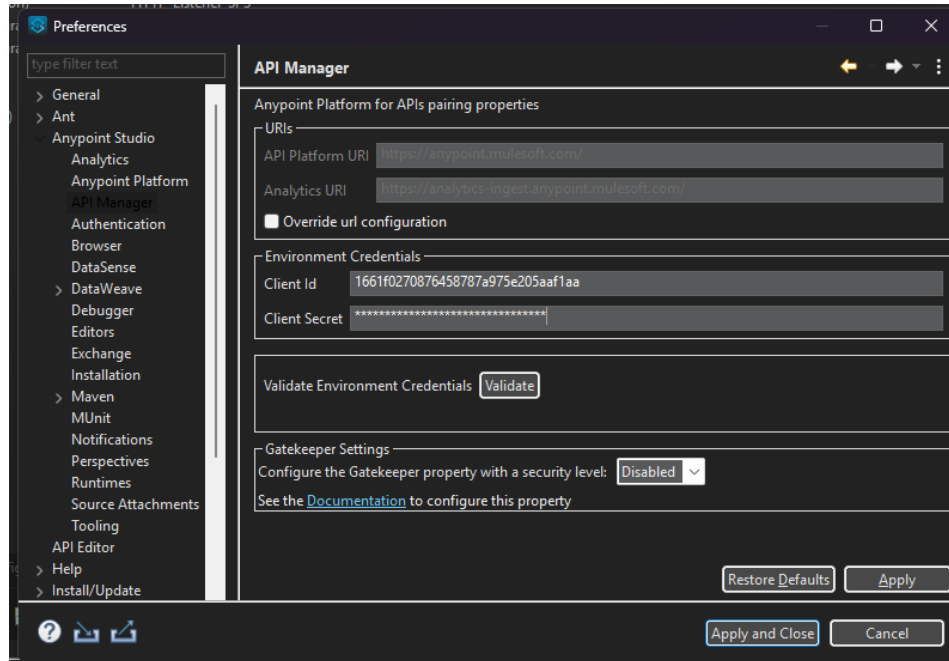 Preferences
type filter text
General
Ant
Anypoint Studio
Analytics
Anypoint Platform
API Manager
Authentication
Browser
DataSense
DataWeave
Debugger
Editors
Exchange
Installation
Maven
MUnit
Notifications
Perspectives
Runtimes
Source Attachments
Tooling
API Editor
Help
Install/Update
API Manager
Anypoint Platform for APIs pairing properties
URIs
API Platform URI https://anypoint.mulesoft.com/
Analytics URI https://analytics-ingest.anypoint.mulesoft.com/
Override url configuration
Environment Credentials
Client Id 1661f0270876458787a975e205aaf1aa
Client Secret ********************************
Validate Environment Credentials Validate
Gatekeeper Settings
Configure the Gatekeeper property with a security level: Disabled
See the Documentation to configure this property
Restore Defaults Apply
Apply and Close Cancel